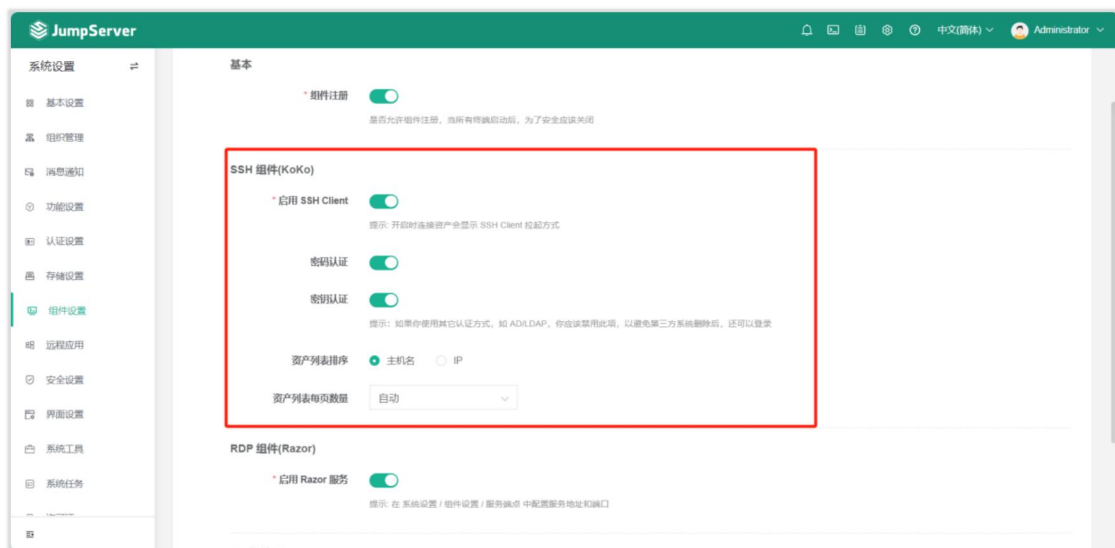 JumpServer
中文(简体)
Administrator
系统设置
基本设置
组织管理
消息通知
功能设置
认证设置
存储设置
组件设置
远程应用
安全设置
界面设置
系统工具
系统任务
基本
* 组件注册
是否允许组件注册，当所有终端启动后，为了安全应该关闭
SSH 组件(KoKo)
* 启用 SSH Client
提示: 开启时连接资产会显示 SSH Client 拉起方式
密码认证
密钥认证
提示：如果你使用其它认证方式，如 AD/LDAP，你应该禁用此项，以避免第三方系统删除后，还可以登录
资产列表排序
主机名
IP
资产列表每页数量
自动
RDP 组件(Razor)
* 启用 Razor 服务
提示: 在 系统设置 / 组件设置 / 服务端点 中配置服务地址和端口